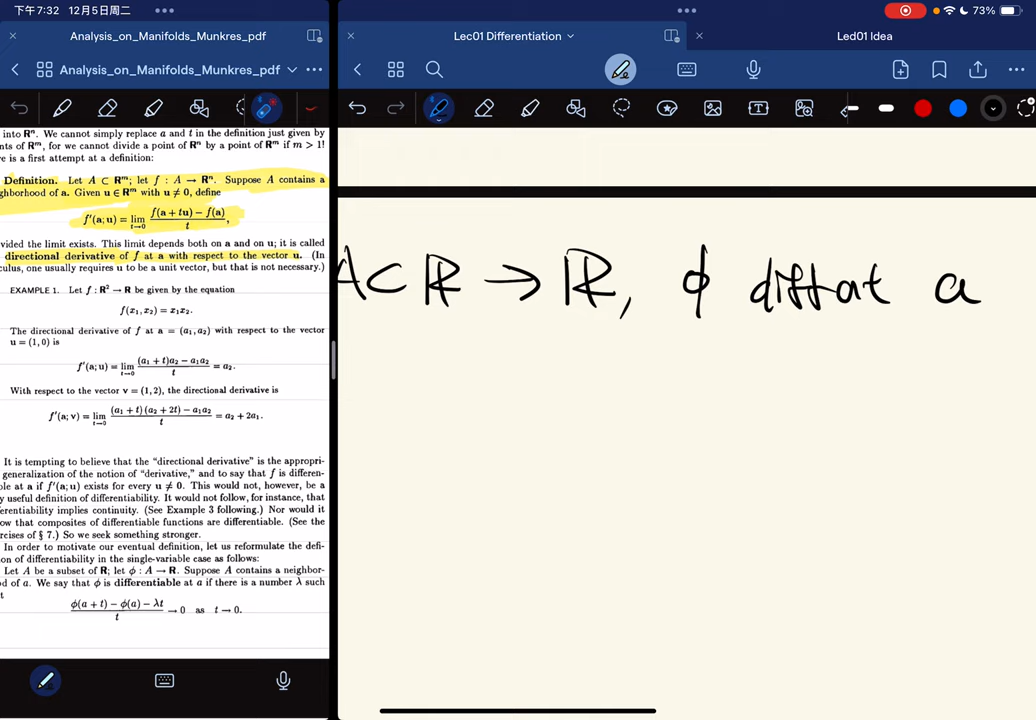 下午7:32 12月5日周二
73%
Analysis_on_Manifolds_Munkres_pdf
Analysis_on_Manifolds_Munkres_pdf
into Rⁿ. We cannot simply replace a and t in the definition just given by
nts of Rᵐ, for we cannot divide a point of Rⁿ by a point of Rᵐ if m > 1!
re is a first attempt at a definition:
Definition. Let A ⊂ Rᵐ; let f : A → Rⁿ. Suppose A contains a
ghborhood of a. Given u ∈ Rᵐ with u ≠ 0, define
f'(a; u) = lim t→0 f(a + tu) − f(a) / t ,
vided the limit exists. This limit depends both on a and on u; it is called
directional derivative of f at a with respect to the vector u. (In
culus, one usually requires u to be a unit vector, but that is not necessary.)
EXAMPLE 1. Let f : R² → R be given by the equation
f(x₁, x₂) = x₁x₂.
The directional derivative of f at a = (a₁, a₂) with respect to the vector
u = (1, 0) is
f'(a; u) = lim t→0 (a₁ + t)a₂ − a₁a₂ / t = a₂.
With respect to the vector v = (1, 2), the directional derivative is
f'(a; v) = lim t→0 (a₁ + t)(a₂ + 2t) − a₁a₂ / t = a₂ + 2a₁.
It is tempting to believe that the "directional derivative" is the appropri-
generalization of the notion of "derivative," and to say that f is differen-
ble at a if f'(a; u) exists for every u ≠ 0. This would not, however, be a
y useful definition of differentiability. It would not follow, for instance, that
erentiability implies continuity. (See Example 3 following.) Nor would it
ow that composites of differentiable functions are differentiable. (See the
rcises of § 7.) So we seek something stronger.
In order to motivate our eventual definition, let us reformulate the defi-
on of differentiability in the single-variable case as follows:
Let A be a subset of R; let ϕ : A → R. Suppose A contains a neighbor-
d of a. We say that ϕ is differentiable at a if there is a number λ such
t
ϕ(a + t) − ϕ(a) − λt / t → 0 as t → 0.
Lec01 Differentiation
Led01 Idea
A⊂ℝ → ℝ, ϕ diff at a